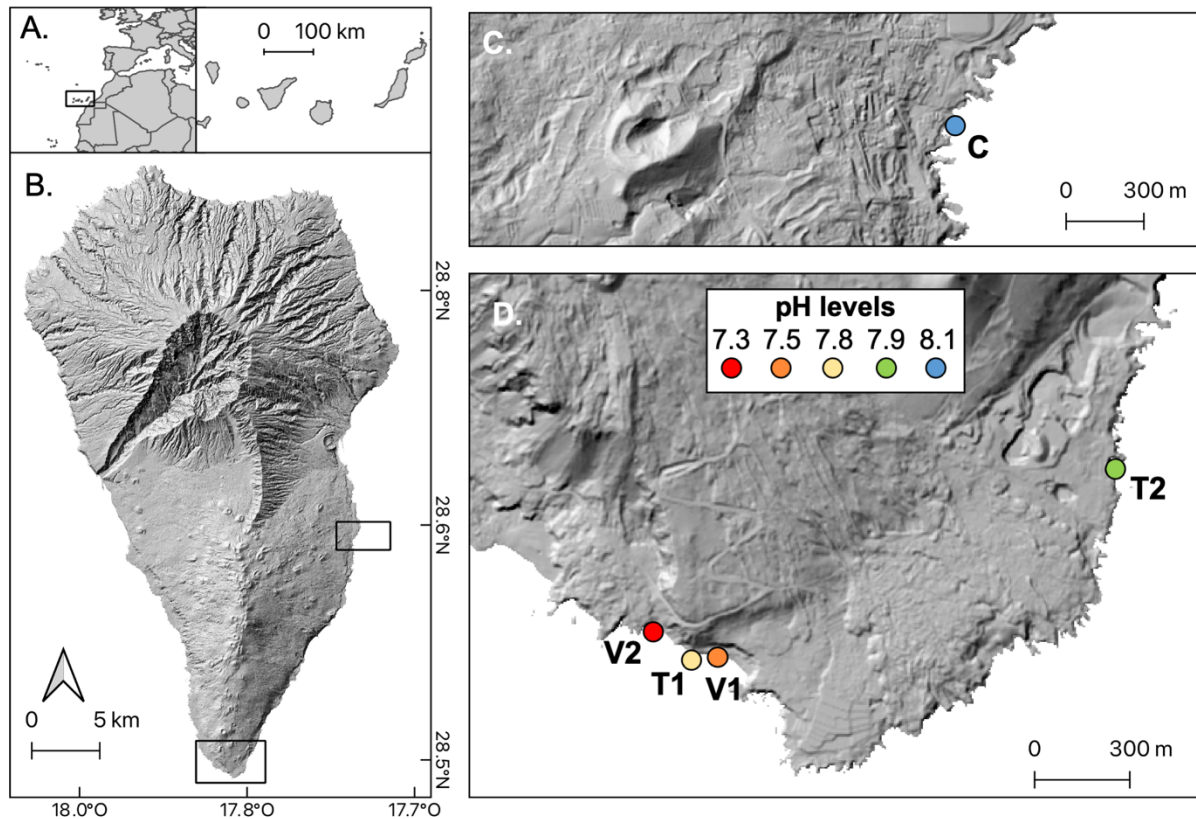 A.
0 100 km
B.
28.8°N
28.6°N
28.5°N
0 5 km
18.0°O 17.8°O 17.7°O
C.
C
0 300 m
D.
pH levels
7.3 7.5 7.8 7.9 8.1
T2
V2
T1 V1
0 300 m